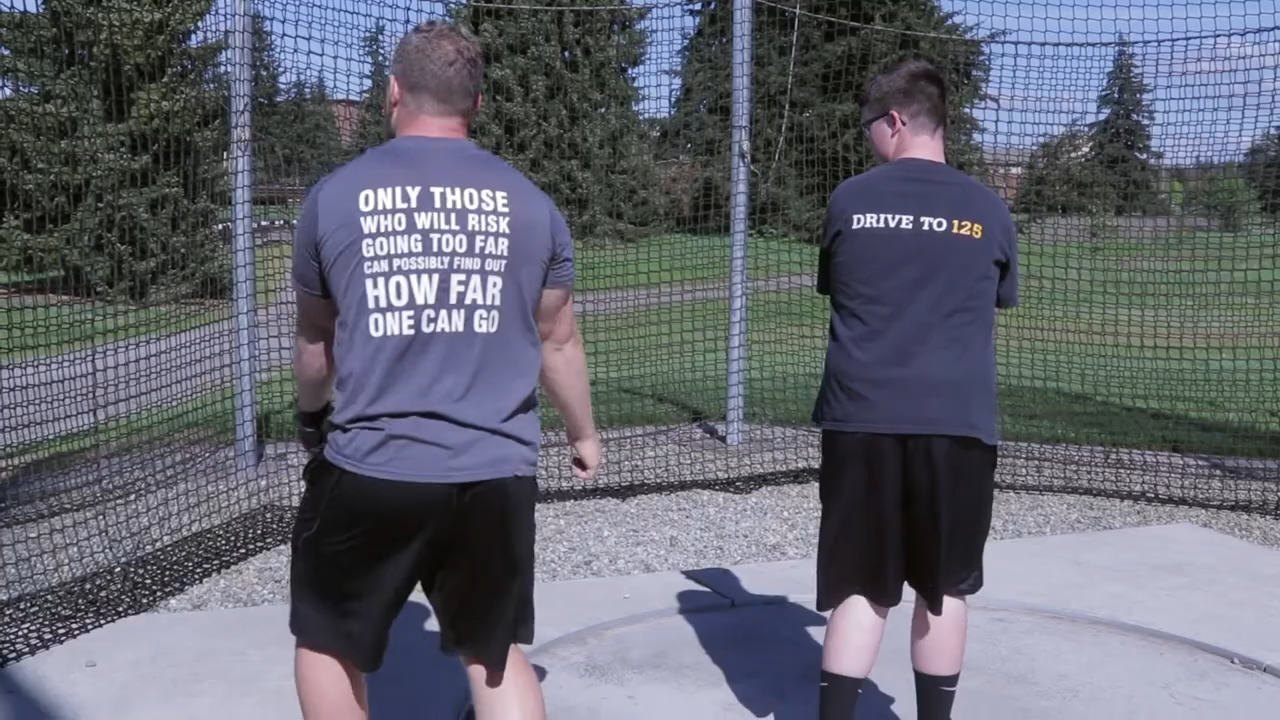 ONLY THOSE
WHO WILL RISK
GOING TOO FAR
CAN POSSIBLY FIND OUT
HOW FAR
ONE CAN GO
DRIVE TO 125